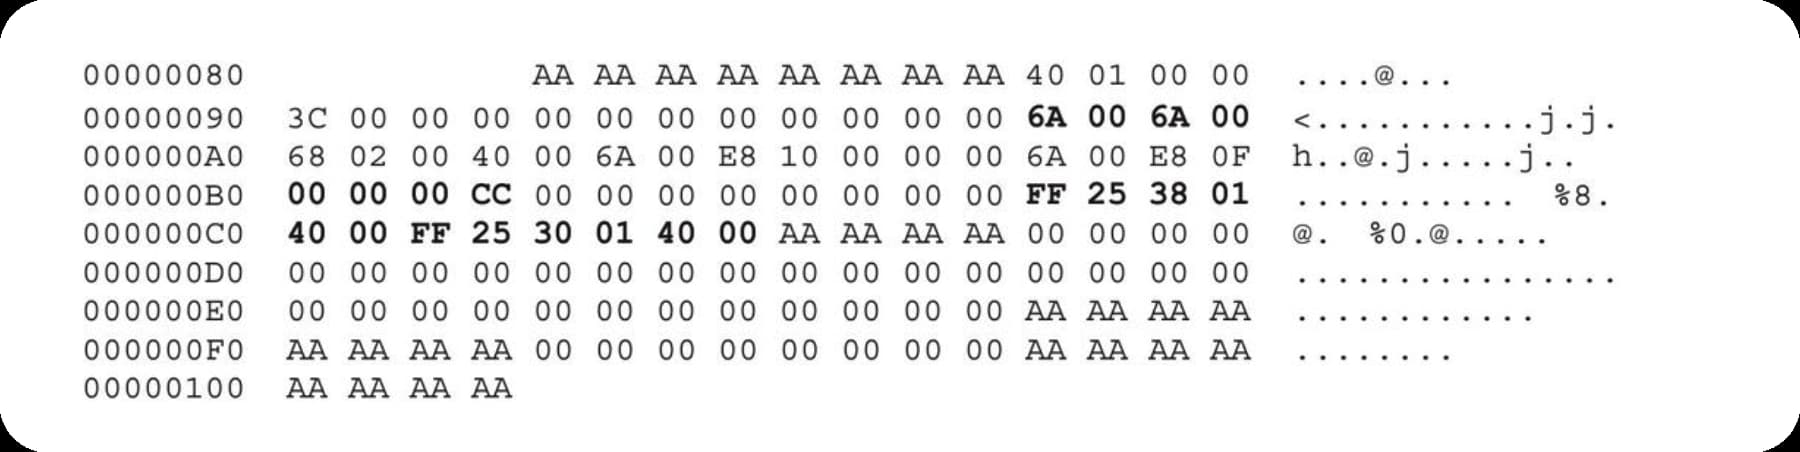 00000080 AA AA AA AA AA AA AA AA 40 01 00 00 ....@...
00000090 3C 00 00 00 00 00 00 00 00 00 00 00 6A 00 6A 00 <...........j.j.
000000A0 68 02 00 40 00 6A 00 E8 10 00 00 00 6A 00 E8 0F h..@.j.....j..
000000B0 00 00 00 CC 00 00 00 00 00 00 00 00 FF 25 38 01 ........... %8.
000000C0 40 00 FF 25 30 01 40 00 AA AA AA AA 00 00 00 00 @. %0.@.....
000000D0 00 00 00 00 00 00 00 00 00 00 00 00 00 00 00 00 ................
000000E0 00 00 00 00 00 00 00 00 00 00 00 00 AA AA AA AA ............
000000F0 AA AA AA AA 00 00 00 00 00 00 00 00 AA AA AA AA ........
00000100 AA AA AA AA